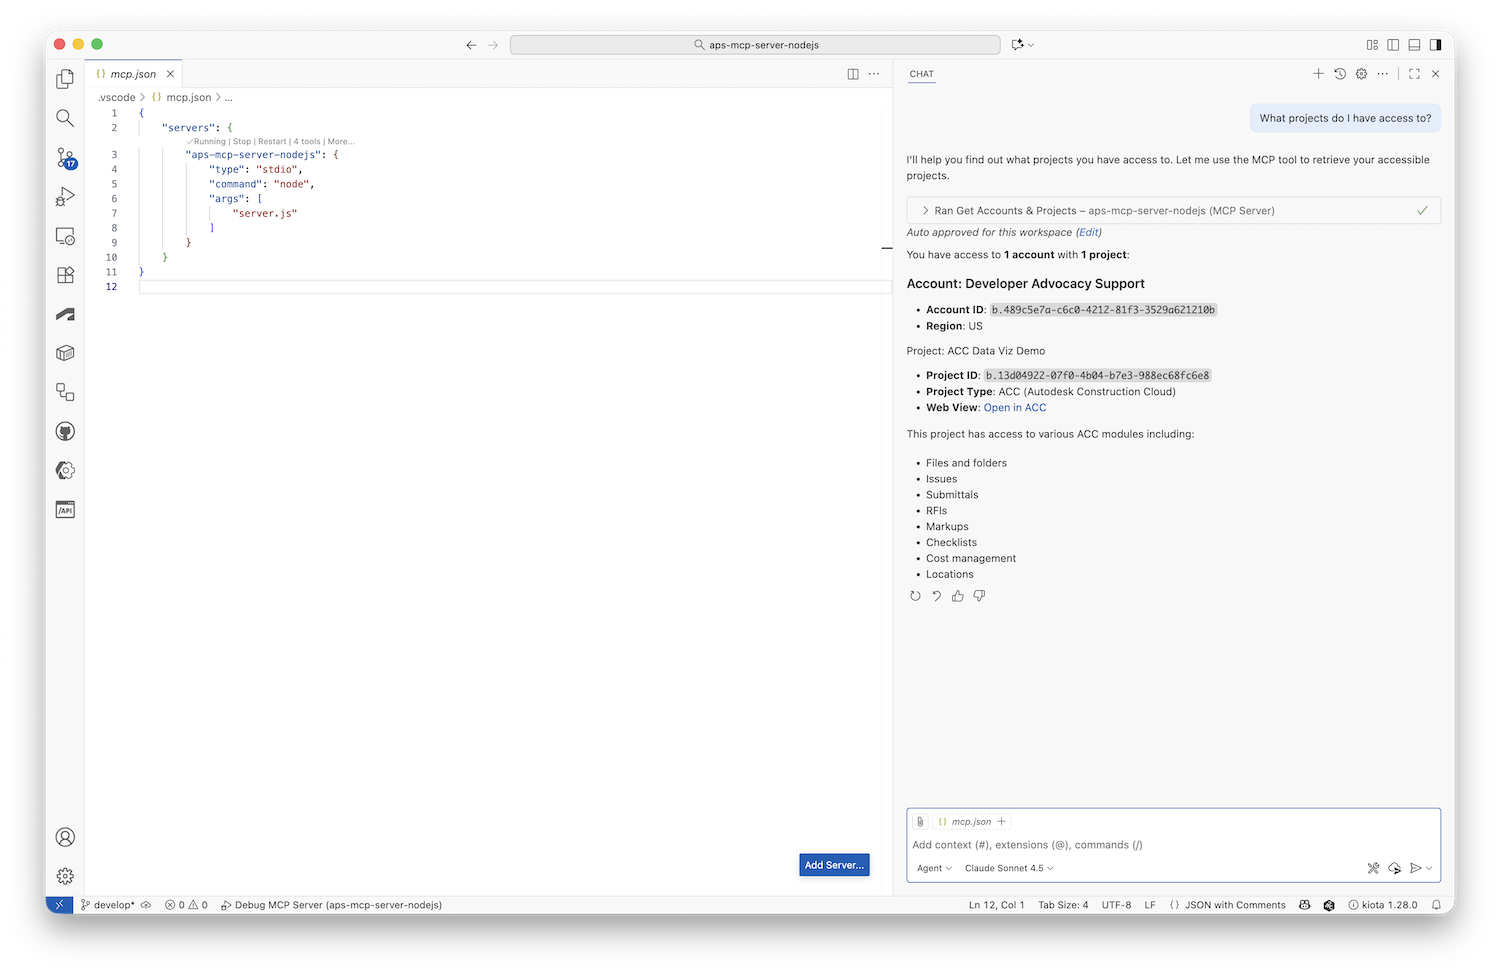 aps-mcp-server-nodejs
{} mcp.json
.vscode > {} mcp.json > ...
1 {
2 "servers": {
✓Running | Stop | Restart | 4 tools | More...
3 "aps-mcp-server-nodejs": {
4 "type": "stdio",
5 "command": "node",
6 "args": [
7 "server.js"
8 ]
9 }
10 }
11 }
12
17
/API
Add Server...
CHAT
What projects do I have access to?
I'll help you find out what projects you have access to. Let me use the MCP tool to retrieve your accessible
projects.
> Ran Get Accounts & Projects – aps-mcp-server-nodejs (MCP Server)
Auto approved for this workspace (Edit)
You have access to 1 account with 1 project:
Account: Developer Advocacy Support
• Account ID: b.489c5e7a-c6c0-4212-81f3-3529a621210b
• Region: US
Project: ACC Data Viz Demo
• Project ID: b.13d04922-07f0-4b04-b7e3-988ec68fc6e8
• Project Type: ACC (Autodesk Construction Cloud)
• Web View: Open in ACC
This project has access to various ACC modules including:
• Files and folders
• Issues
• Submittals
• RFIs
• Markups
• Checklists
• Cost management
• Locations
{} mcp.json +
Add context (#), extensions (@), commands (/)
Agent Claude Sonnet 4.5
develop* 0 0 Debug MCP Server (aps-mcp-server-nodejs)
Ln 12, Col 1 Tab Size: 4 UTF-8 LF {} JSON with Comments kiota 1.28.0